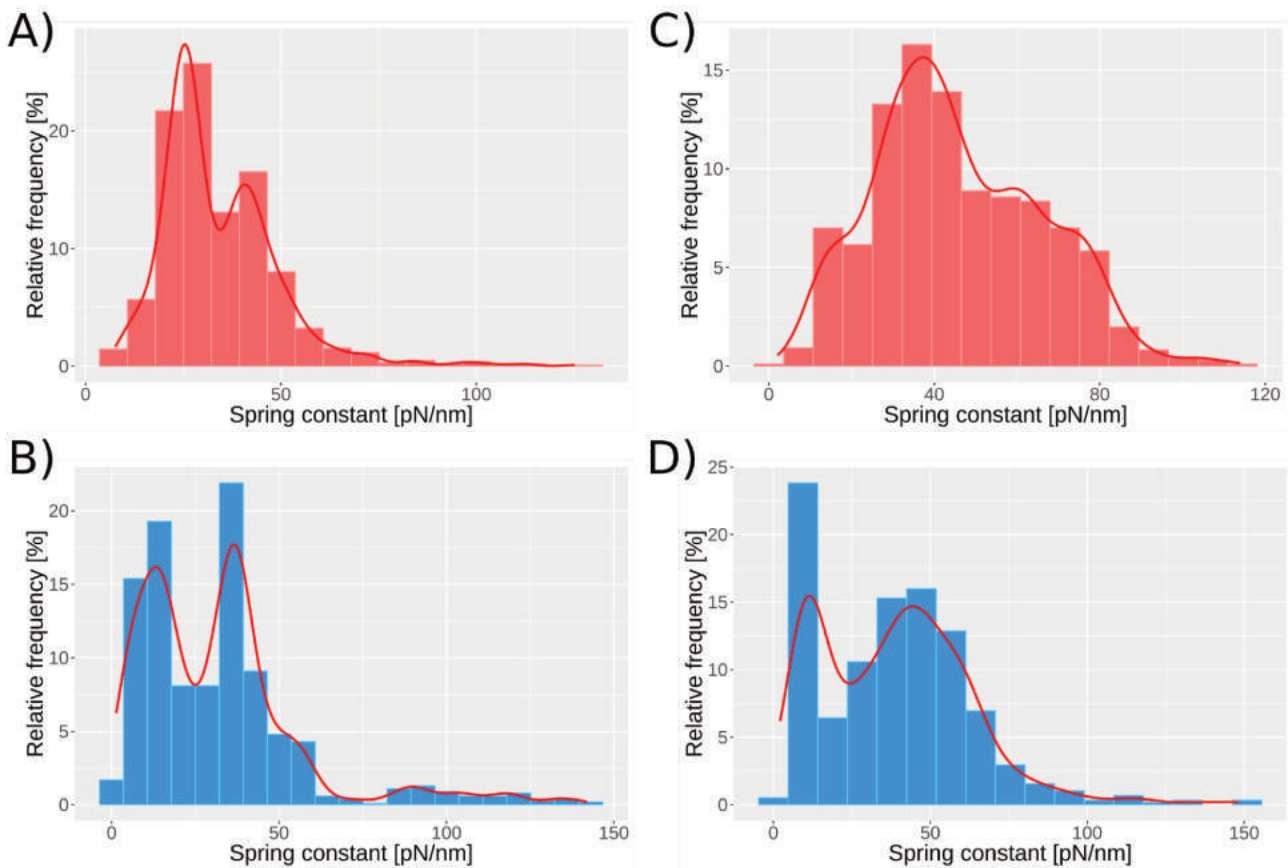 A)
Relative frequency [%]
20
10
0
0 50 100
Spring constant [pN/nm]
C)
Relative frequency [%]
15
10
5
0
0 40 80 120
Spring constant [pN/nm]
B)
Relative frequency [%]
20
15
10
5
0
0 50 100 150
Spring constant [pN/nm]
D)
Relative frequency [%]
25
20
15
10
5
0
0 50 100 150
Spring constant [pN/nm]